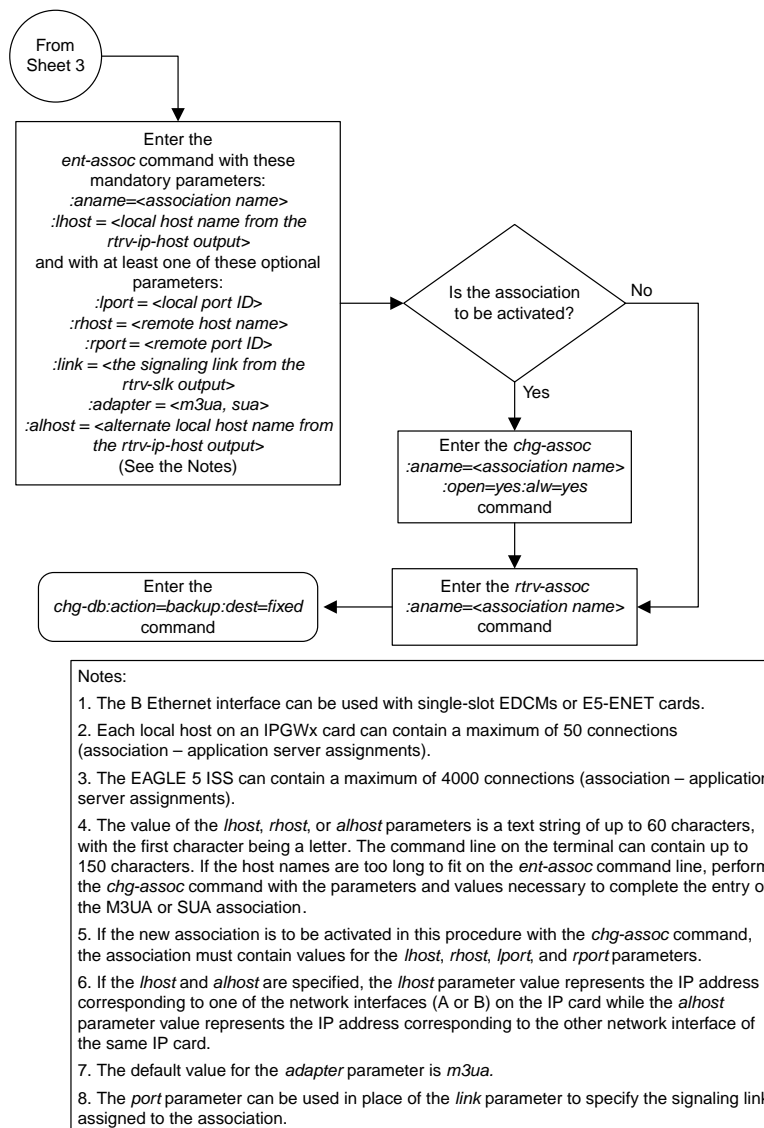 From
Sheet 3
Enter the
ent-assoc command with these
mandatory parameters:
:aname=<association name>
:lhost = <local host name from the
rtrv-ip-host output>
and with at least one of these optional
parameters:
:lport = <local port ID>
:rhost = <remote host name>
:rport = <remote port ID>
:link = <the signaling link from the
rtrv-slk output>
:adapter = <m3ua, sua>
:alhost = <alternate local host name from
the rtrv-ip-host output>
(See the Notes)
Is the association
to be activated?
No
Yes
Enter the chg-assoc
:aname=<association name>
:open=yes:alw=yes
command
Enter the rtrv-assoc
:aname=<association name>
command
Enter the
chg-db:action=backup:dest=fixed
command
Notes:
1. The B Ethernet interface can be used with single-slot EDCMs or E5-ENET cards.
2. Each local host on an IPGWx card can contain a maximum of 50 connections
(association – application server assignments).
3. The EAGLE 5 ISS can contain a maximum of 4000 connections (association – application
server assignments).
4. The value of the lhost, rhost, or alhost parameters is a text string of up to 60 characters,
with the first character being a letter. The command line on the terminal can contain up to
150 characters. If the host names are too long to fit on the ent-assoc command line, perform
the chg-assoc command with the parameters and values necessary to complete the entry o
the M3UA or SUA association.
5. If the new association is to be activated in this procedure with the chg-assoc command,
the association must contain values for the lhost, rhost, lport, and rport parameters.
6. If the lhost and alhost are specified, the lhost parameter value represents the IP address
corresponding to one of the network interfaces (A or B) on the IP card while the alhost
parameter value represents the IP address corresponding to the other network interface of
the same IP card.
7. The default value for the adapter parameter is m3ua.
8. The port parameter can be used in place of the link parameter to specify the signaling link
assigned to the association.